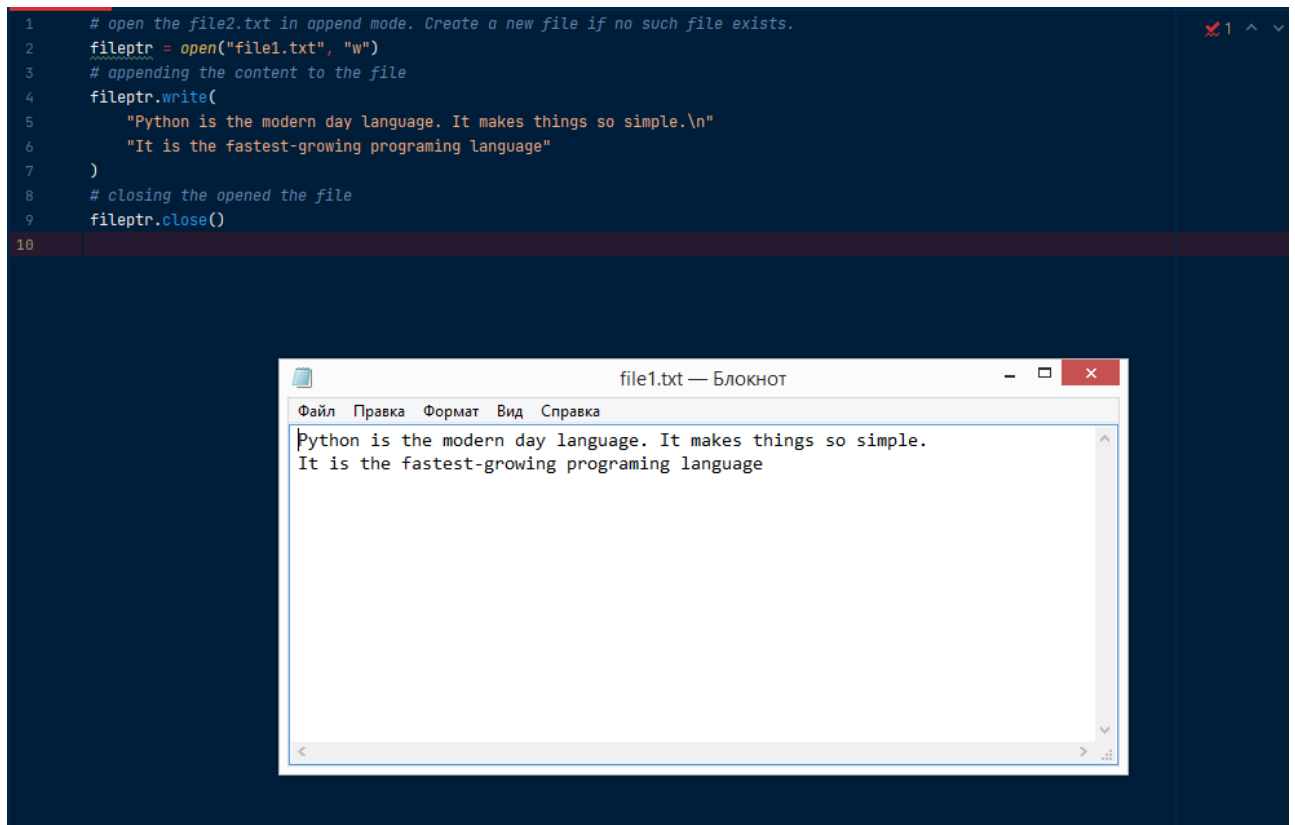 1 # open the file2.txt in append mode. Create a new file if no such file exists.
2 fileptr = open("file1.txt", "w")
3 # appending the content to the file
4 fileptr.write(
5 "Python is the modern day language. It makes things so simple.\n"
6 "It is the fastest-growing programing language"
7 )
8 # closing the opened the file
9 fileptr.close()
10
1
file1.txt — Блокнот
Файл Правка Формат Вид Справка
Python is the modern day language. It makes things so simple.
It is the fastest-growing programing language